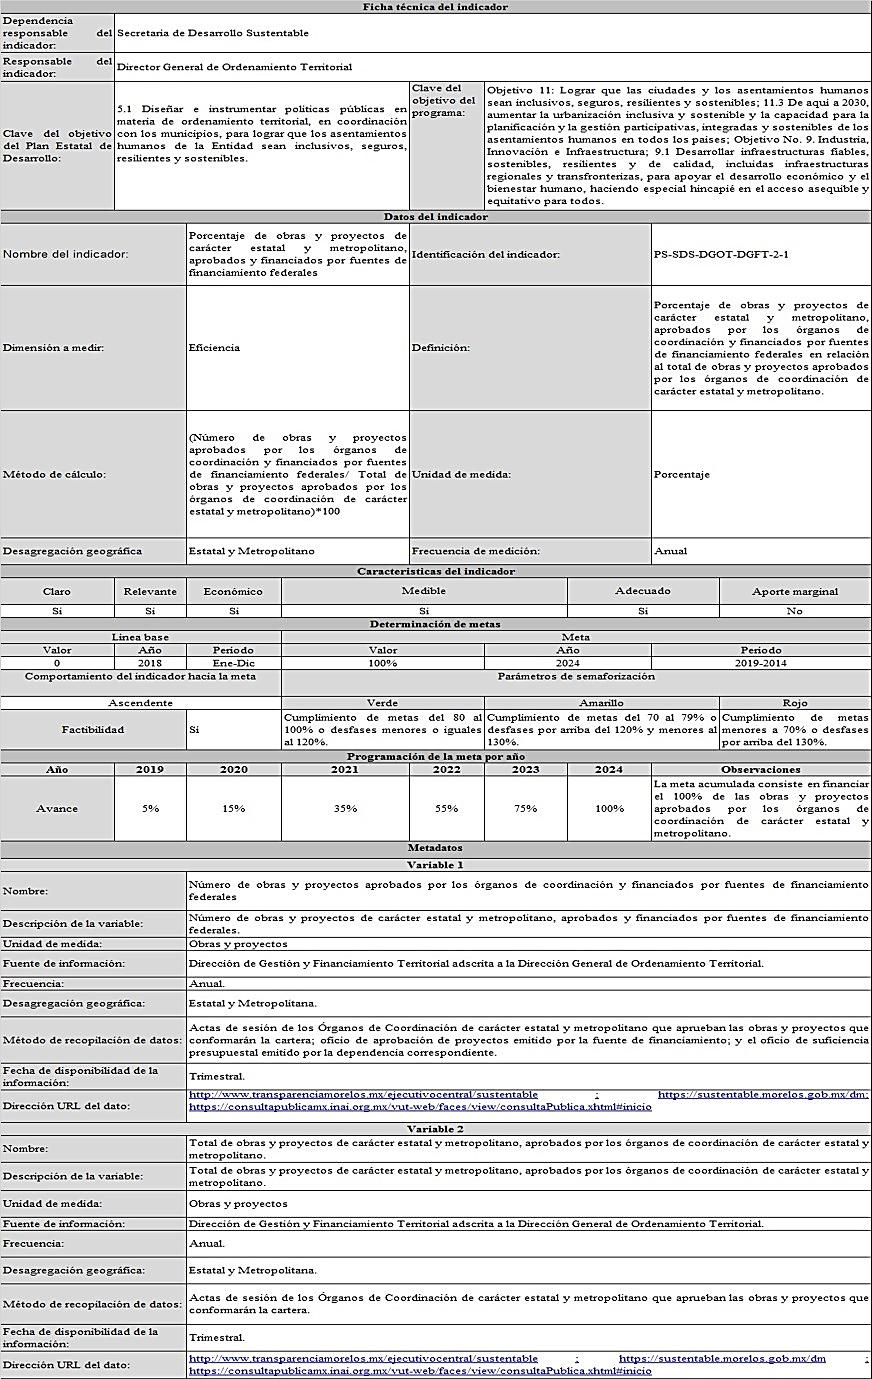 Ficha técnica del indicador
Dependencia
responsable del
indicador:
Secretaría de Desarrollo Sustentable
Responsable del
indicador:
Director General de Ordenamiento Territorial
Clave del objetivo
del Plan Estatal de
Desarrollo:
5.1 Diseñar e instrumentar políticas públicas en
materia de ordenamiento territorial, en coordinación
con los municipios, para lograr que los asentamientos
humanos de la Entidad sean inclusivos, seguros,
resilientes y sostenibles.
Clave del
objetivo del
programa:
Objetivo 11: Lograr que las ciudades y los asentamientos humanos
sean inclusivos, seguros, resilientes y sostenibles; 11.3 De aquí a 2030,
aumentar la urbanización inclusiva y sostenible y la capacidad para la
planificación y la gestión participativas, integradas y sostenibles de los
asentamientos humanos en todos los países; Objetivo No. 9. Industria,
Innovación e Infraestructura; 9.1 Desarrollar infraestructuras fiables,
sostenibles, resilientes y de calidad, incluidas infraestructuras
regionales y transfronterizas, para apoyar el desarrollo económico y el
bienestar humano, haciendo especial hincapié en el acceso asequible y
equitativo para todos.
Datos del indicador
Nombre del indicador:
Porcentaje de obras y proyectos de
carácter estatal y metropolitano,
aprobados y financiados por fuentes de
financiamiento federales
Identificación del indicador:
PS-SDS-DGOT-DGFT-2-1
Dimensión a medir:
Eficiencia
Definición:
Porcentaje de obras y proyectos de
carácter estatal y metropolitano,
aprobados por los órganos de
coordinación y financiados por fuentes
de financiamiento federales en relación
al total de obras y proyectos aprobados
por los órganos de coordinación de
carácter estatal y metropolitano.
Método de cálculo:
(Número de obras y proyectos
aprobados por los órganos de
coordinación y financiados por fuentes
de financiamiento federales/ Total de
obras y proyectos aprobados por los
órganos de coordinación de carácter
estatal y metropolitano)*100
Unidad de medida:
Porcentaje
Desagregación geográfica
Estatal y Metropolitano
Frecuencia de medición:
Anual
Características del indicador
Claro Relevante Económico Medible Adecuado Aporte marginal
Sí Sí Sí Sí Sí No
Determinación de metas
Línea base Meta
Valor Año Período Valor Año Período
0 2018 Ene-Dic 100% 2024 2019-2014
Comportamiento del indicador hacia la meta Parámetros de semaforización
Ascendente Verde Amarillo Rojo
Factibilidad
Sí
Cumplimiento de metas del 80 al
100% o desfases menores o iguales
al 120%.
Cumplimiento de metas del 70 al 79% o
desfases por arriba del 120% y menores al
130%.
Cumplimiento de metas
menores a 70% o desfases
por arriba del 130%.
Programación de la meta por año
Año 2019 2020 2021 2022 2023 2024 Observaciones
Avance 5% 15% 35% 55% 75% 100%
La meta acumulada consiste en financiar
el 100% de las obras y proyectos
aprobados por los órganos de
coordinación de carácter estatal y
metropolitano.
Metadatos
Variable 1
Nombre:
Número de obras y proyectos aprobados por los órganos de coordinación y financiados por fuentes de financiamiento
federales
Descripción de la variable:
Número de obras y proyectos de carácter estatal y metropolitano, aprobados y financiados por fuentes de financiamiento
federales.
Unidad de medida: Obras y proyectos
Fuente de información: Dirección de Gestión y Financiamiento Territorial adscrita a la Dirección General de Ordenamiento Territorial.
Frecuencia: Anual.
Desagregación geográfica: Estatal y Metropolitana.
Método de recopilación de datos:
Actas de sesión de los Órganos de Coordinación de carácter estatal y metropolitano que aprueban las obras y proyectos que
conformarán la cartera; oficio de aprobación de proyectos emitido por la fuente de financiamiento; y el oficio de suficiencia
presupuestal emitido por la dependencia correspondiente.
Fecha de disponibilidad de la
información:
Trimestral.
Dirección URL del dato:
http://www.transparenciamorelos.mx/ejecutivocentral/sustentable ; https://sustentable.morelos.gob.mx/dm;
https://consultapublicamx.inai.org.mx/vut-web/faces/view/consultaPublica.xhtml#inicio
Variable 2
Nombre:
Total de obras y proyectos de carácter estatal y metropolitano, aprobados por los órganos de coordinación de carácter estatal y
metropolitano.
Descripción de la variable:
Total de obras y proyectos de carácter estatal y metropolitano, aprobados por los órganos de coordinación de carácter estatal y
metropolitano.
Unidad de medida: Obras y proyectos
Fuente de información: Dirección de Gestión y Financiamiento Territorial adscrita a la Dirección General de Ordenamiento Territorial.
Frecuencia: Anual.
Desagregación geográfica: Estatal y Metropolitana.
Método de recopilación de datos:
Actas de sesión de los Órganos de Coordinación de carácter estatal y metropolitano que aprueban las obras y proyectos que
conformarán la cartera.
Fecha de disponibilidad de la
información:
Trimestral.
Dirección URL del dato:
http://www.transparenciamorelos.mx/ejecutivocentral/sustentable ; https://sustentable.morelos.gob.mx/dm ;
https://consultapublicamx.inai.org.mx/vut-web/faces/view/consultaPublica.xhtml#inicio